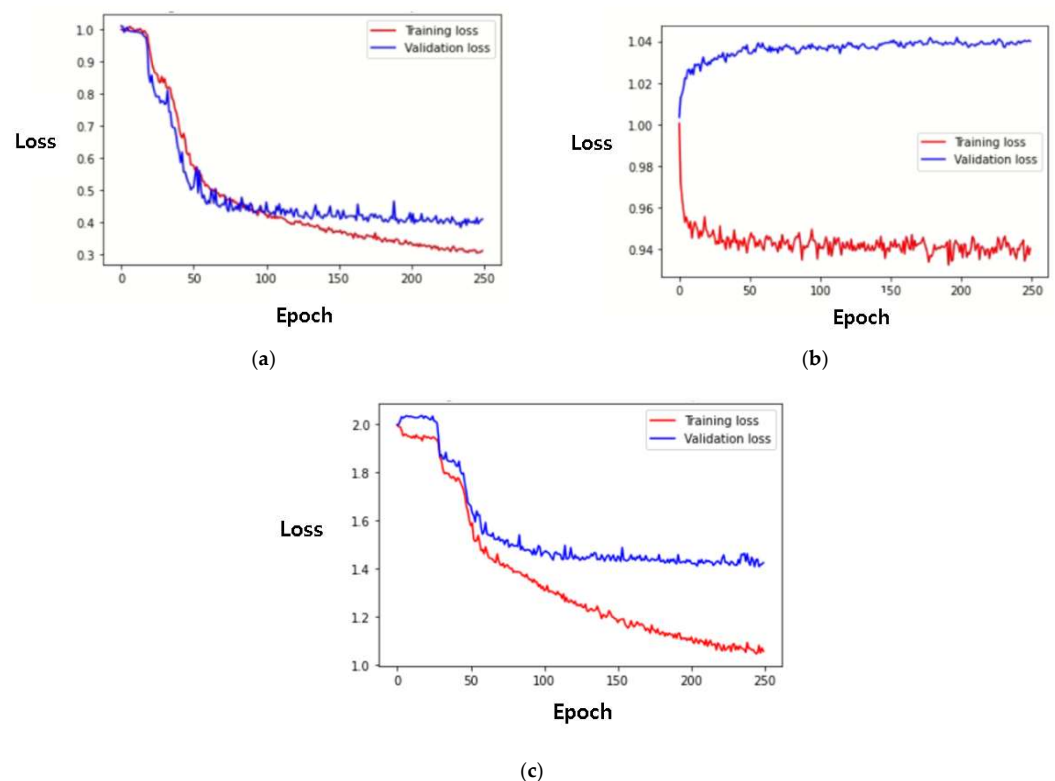 1.0
0.9
0.8
0.7
0.6
0.5
0.4
0.3
Loss
Training loss
Validation loss
0 50 100 150 200 250
Epoch
(a)
1.04
1.02
1.00
0.98
0.96
0.94
Loss
Training loss
Validation loss
0 50 100 150 200 250
Epoch
(b)
2.0
1.8
1.6
1.4
1.2
1.0
Loss
Training loss
Validation loss
0 50 100 150 200 250
Epoch
(c)